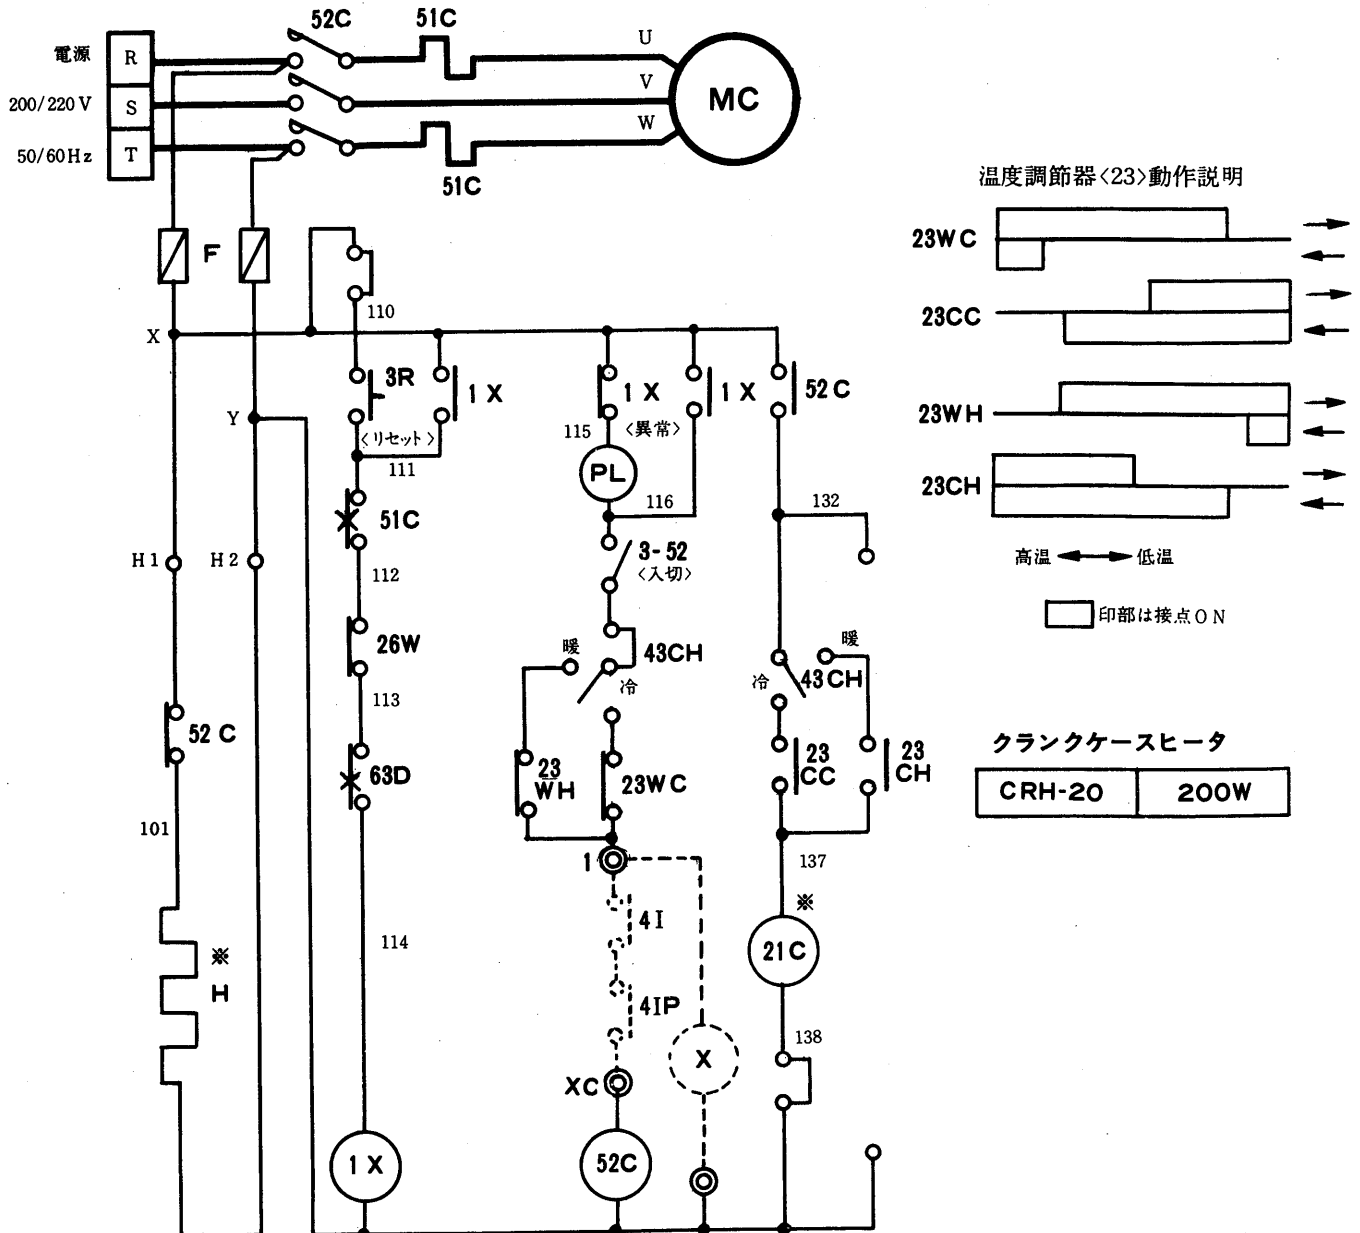 52C
51C
電源
R
U
200/220V
S
V
MC
50/60Hz
T
W
51C
温度調節器〈23〉動作説明
23WC
F
110
23CC
X
3R
1X
1X
1X
52C
Y
〈リセット〉
115
〈異常〉
23WH
111
PL
116
51C
132
23CH
H1
H2
112
3-52
〈入切〉
高温
低温
印部は接点ON
26W
暖
43CH
冷
暖
冷
43CH
113
52C
63D
23
WH
23WC
23
CC
23
CH
クランクケースヒータ
CRH-20
200W
101
1
137
※
4I
※
H
114
21C
4IP
X
138
XC
1X
52C